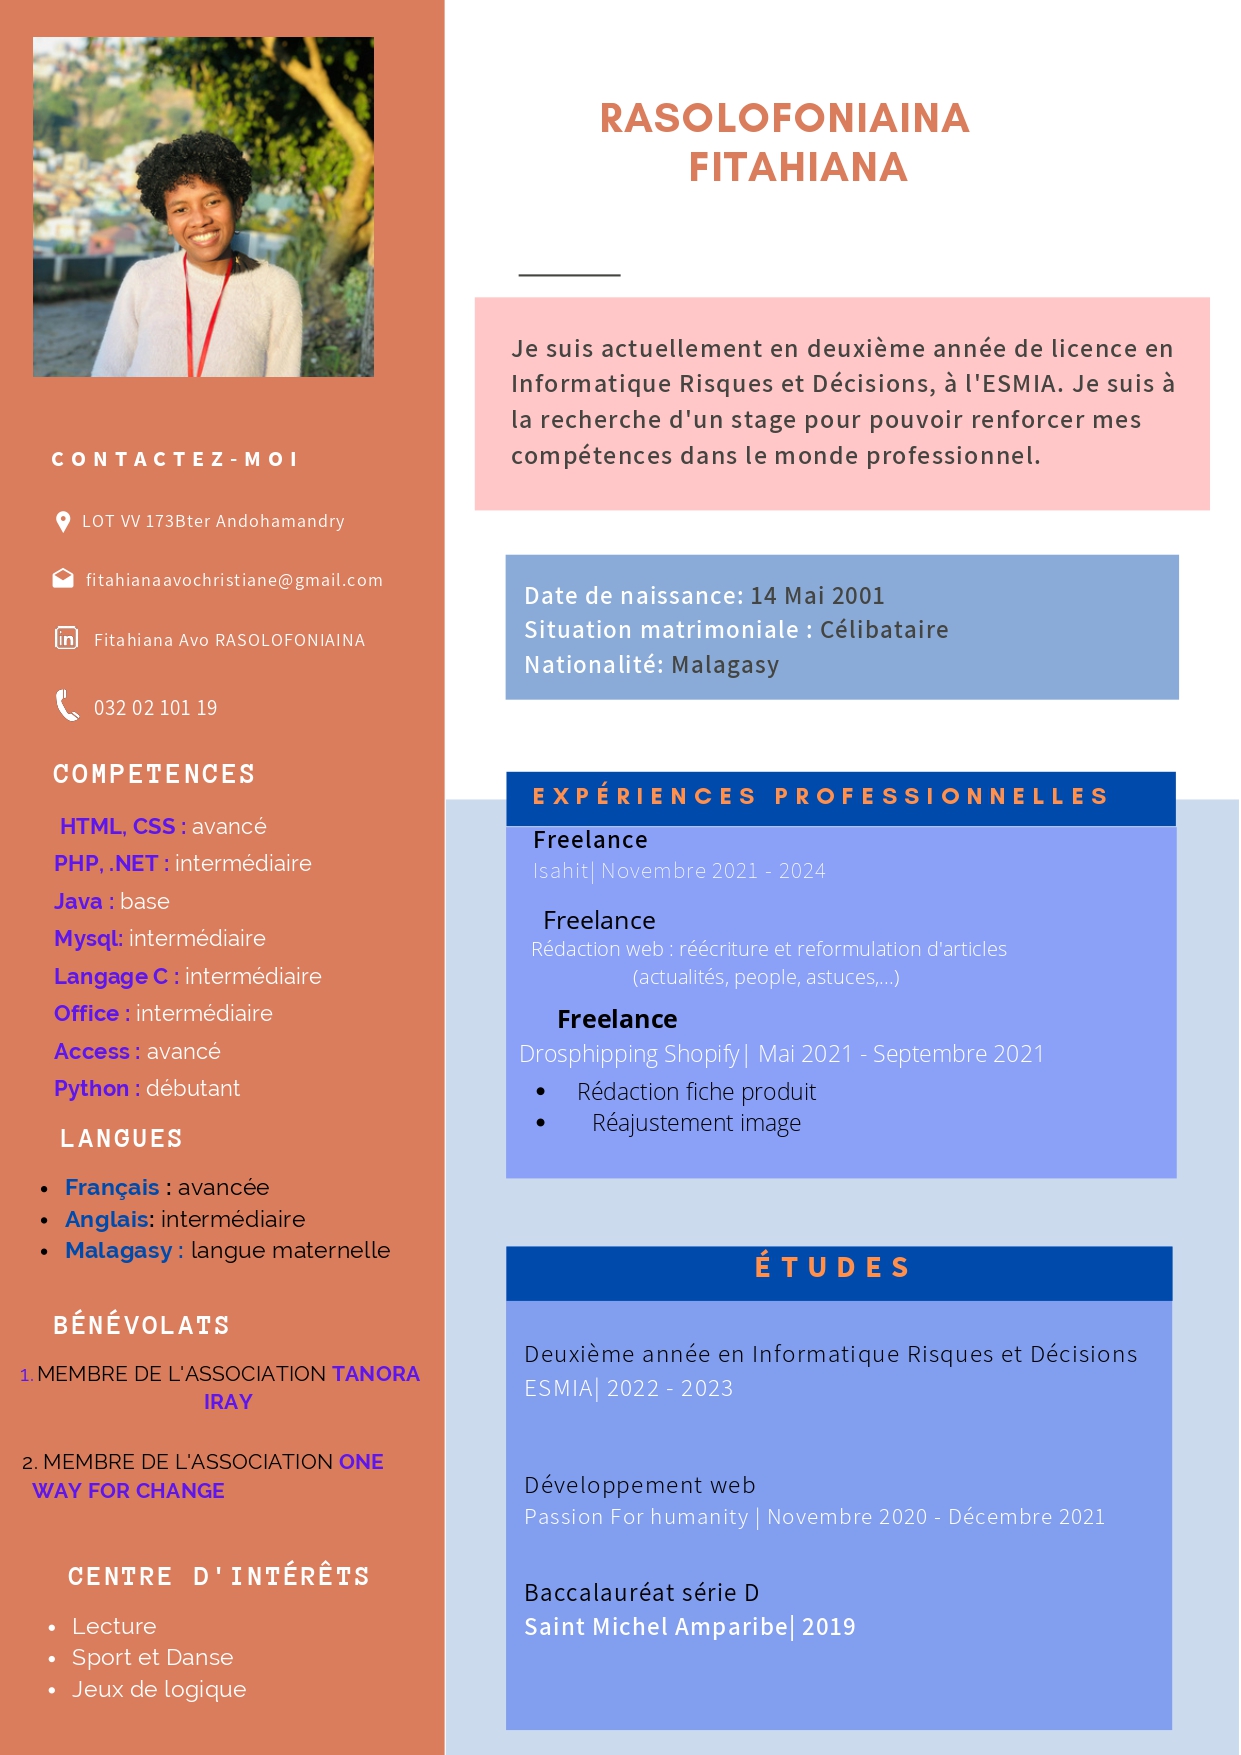 RASOLOFONIAINA
FITAHIANA
Je suis actuellement en deuxième année de licence en
Informatique Risques et Décisions, à l'ESMIA. Je suis à
la recherche d'un stage pour pouvoir renforcer mes
compétences dans le monde professionnel.
Date de naissance: 14 Mai 2001
Situation matrimoniale : Célibataire
Nationalité: Malagasy
CONTACTEZ-MOI
LOT VV 173Bter Andohamandry
fitahianaavochristiane@gmail.com
in Fitahiana Avo RASOLOFONIAINA
032 02 101 19
COMPETENCES
HTML, CSS : avancé
PHP, .NET : intermédiaire
Java : base
Mysql: intermédiaire
Langage C : intermédiaire
Office : intermédiaire
Access : avancé
Python : débutant
LANGUES
• Français : avancée
• Anglais: intermédiaire
• Malagasy : langue maternelle
BÉNÉVOLATS
1. MEMBRE DE L'ASSOCIATION TANORA
IRAY
2. MEMBRE DE L'ASSOCIATION ONE
WAY FOR CHANGE
CENTRE D'INTÉRÊTS
• Lecture
• Sport et Danse
• Jeux de logique
EXPÉRIENCES PROFESSIONNELLES
Freelance
Isahit| Novembre 2021 - 2024
Freelance
Rédaction web : réécriture et reformulation d'articles
(actualités, people, astuces,...)
Freelance
Drosphipping Shopify| Mai 2021 - Septembre 2021
• Rédaction fiche produit
• Réajustement image
ÉTUDES
Deuxième année en Informatique Risques et Décisions
ESMIA| 2022 - 2023
Développement web
Passion For humanity | Novembre 2020 - Décembre 2021
Baccalauréat série D
Saint Michel Amparibe| 2019